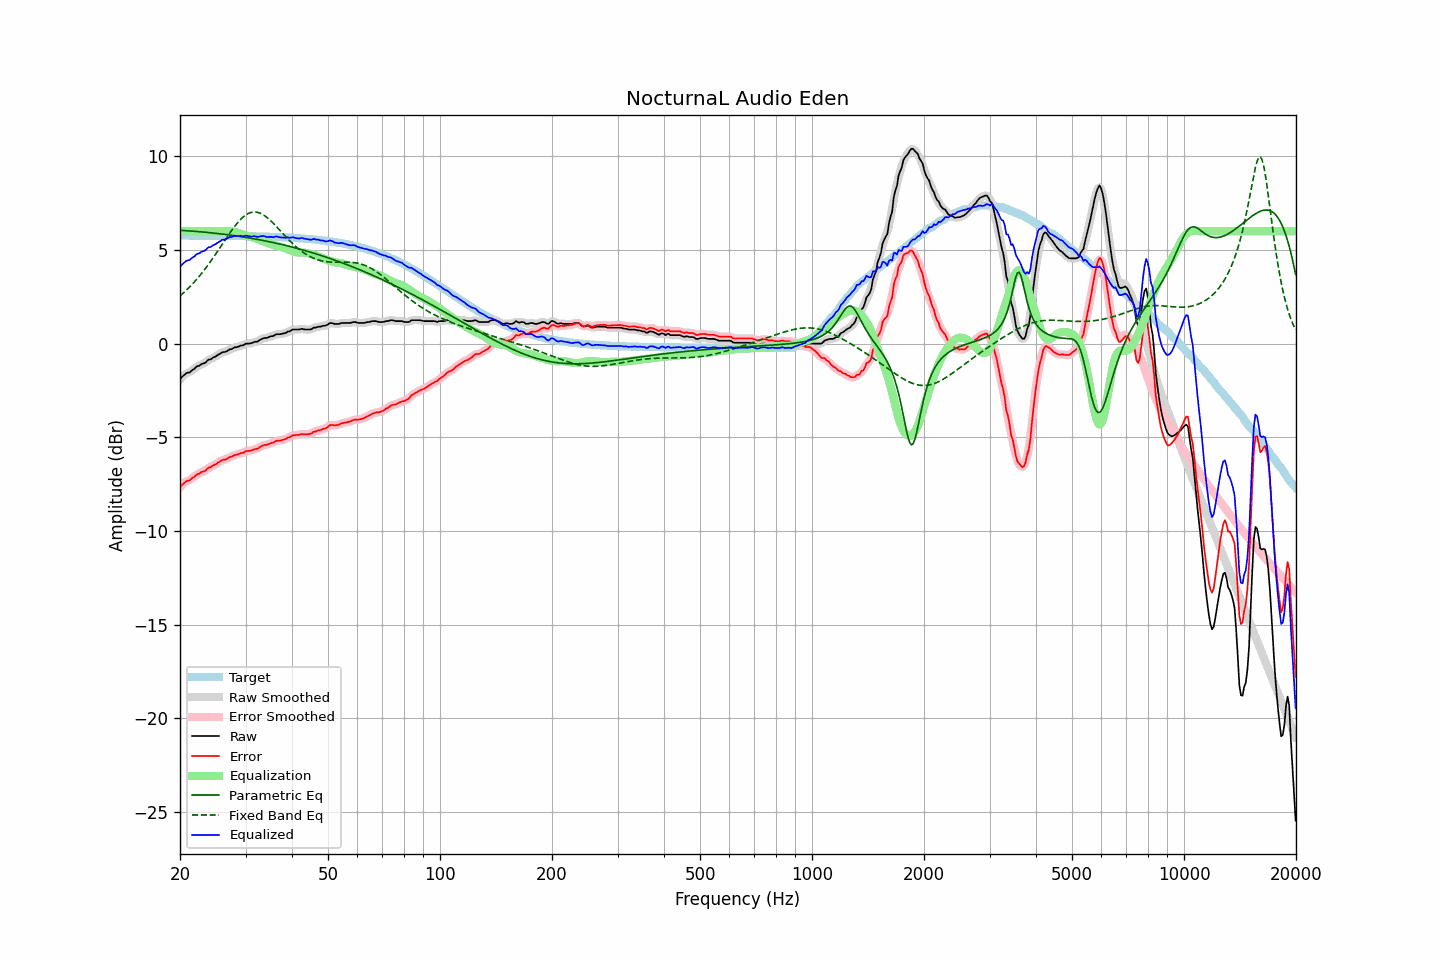 NocturnaL Audio Eden
Amplitude (dBr)
10
5
0
−5
−10
−15
−20
−25
Target
Raw Smoothed
Error Smoothed
Raw
Error
Equalization
Parametric Eq
Fixed Band Eq
Equalized
20
50
100
200
500
1000
2000
5000
10000
20000
Frequency (Hz)